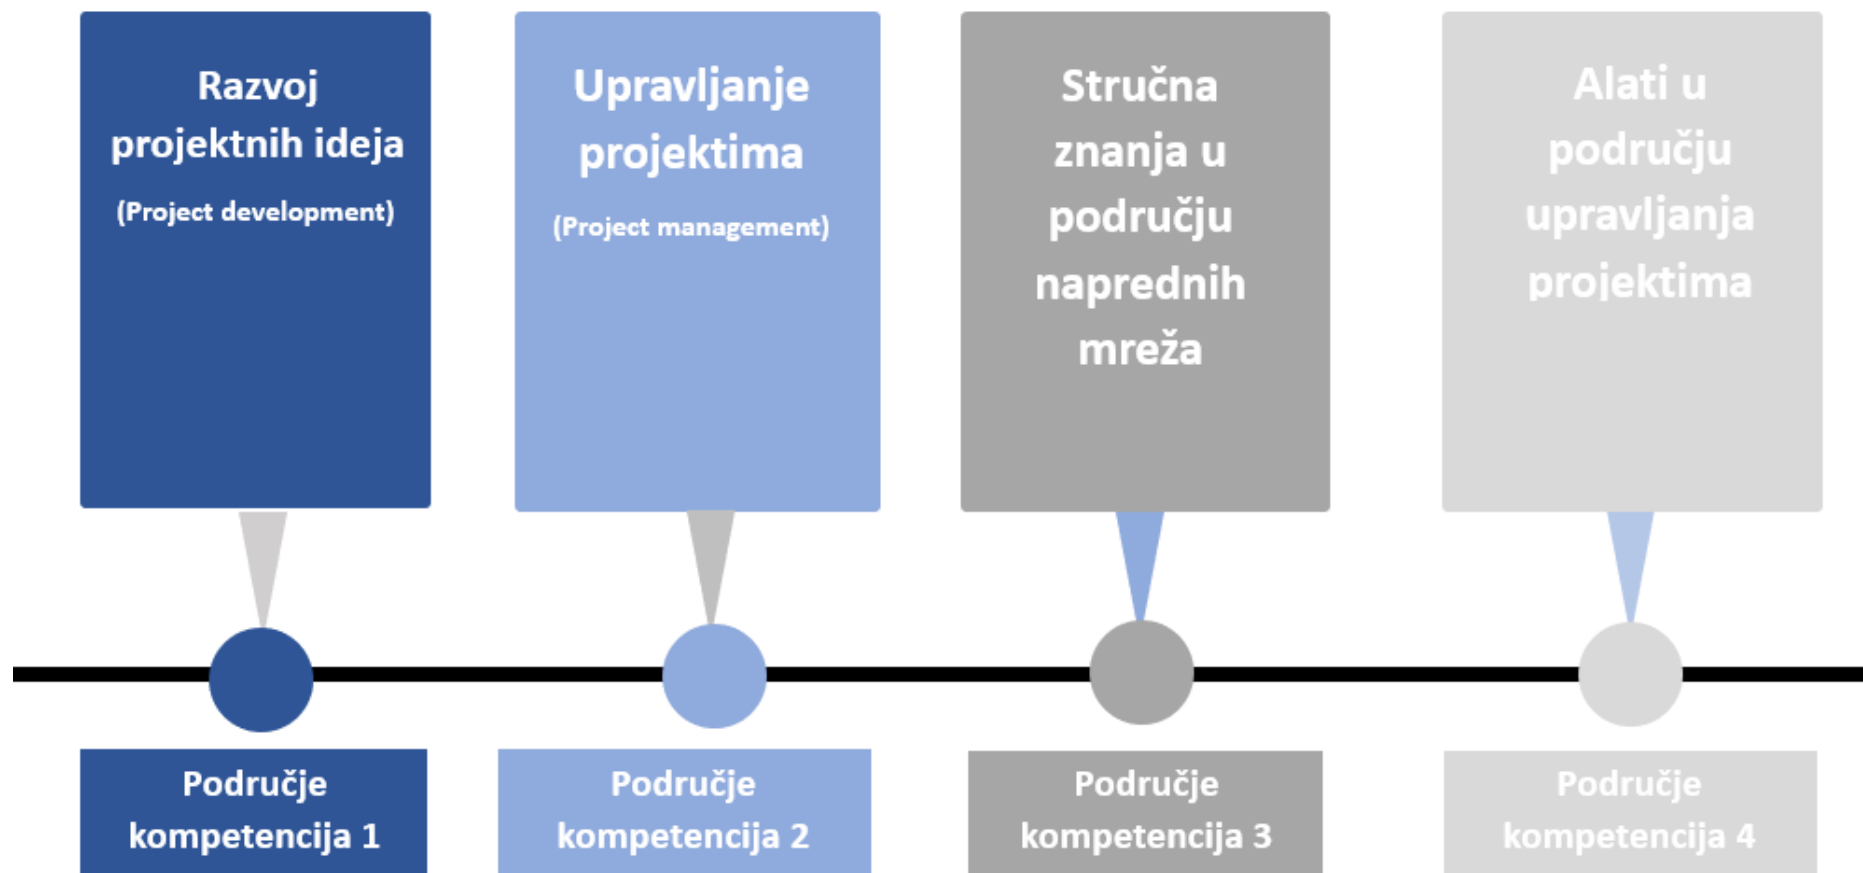 Razvoj
projektnih ideja
(Project development)
Upravljanje
projektima
(Project management)
Stručna
znanja u
području
naprednih
mreža
Alati u
području
upravljanja
projektima
Područje
kompetencija 1
Područje
kompetencija 2
Područje
kompetencija 3
Područje
kompetencija 4